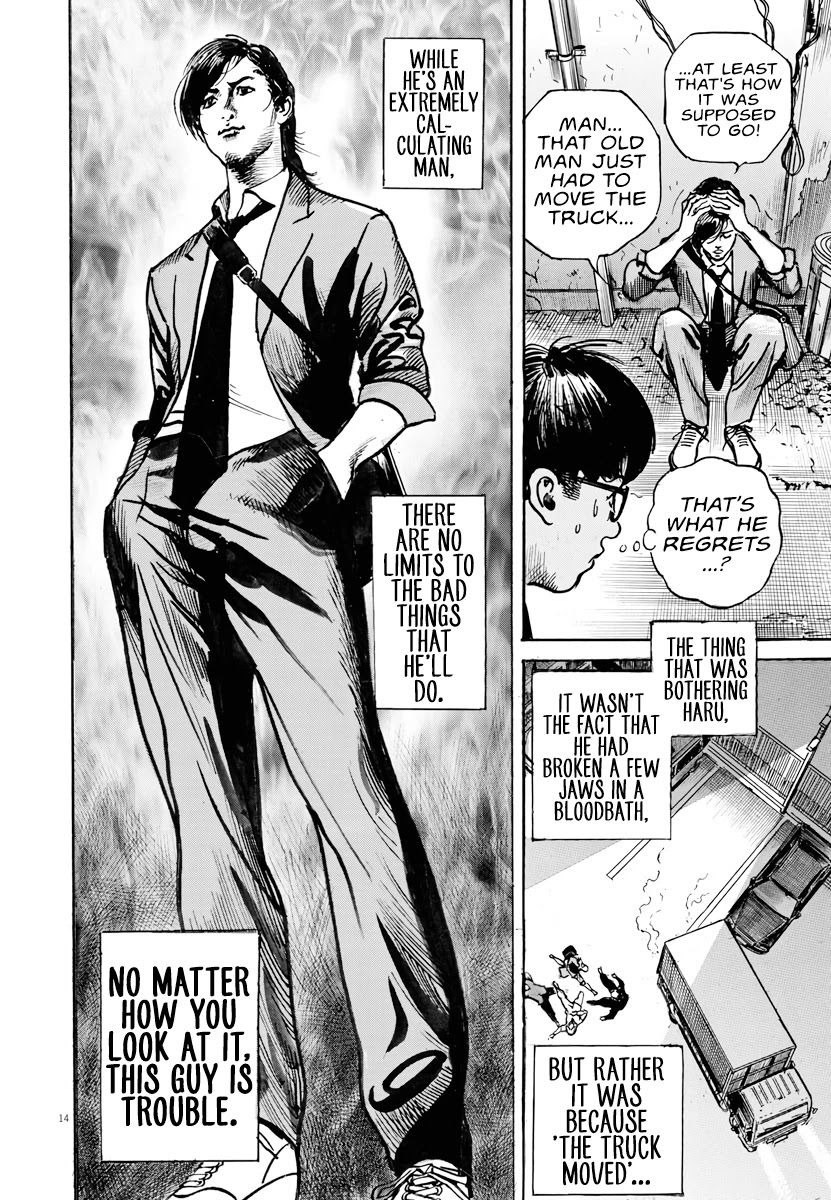 ...AT LEAST
THAT'S HOW
IT WAS
SUPPOSED
TO GO!
MAN...
THAT OLD
MAN JUST
HAD TO
MOVE THE
TRUCK...
THAT'S
WHAT HE
REGRETS
...?
THE THING
THAT WAS
BOTHERING
HARU,
IT WASN'T
THE FACT THAT
HE HAD
BROKEN A FEW
JAWS IN A
BLOODBATH,
BUT RATHER
IT WAS
BECAUSE
'THE TRUCK
MOVED'...
WHILE
HE'S AN
EXTREMELY
CAL-
CULATING
MAN,
THERE
ARE NO
LIMITS TO
THE BAD
THINGS
THAT
HE'LL
DO.
NO MATTER
HOW YOU
LOOK AT IT,
THIS GUY IS
TROUBLE.
14